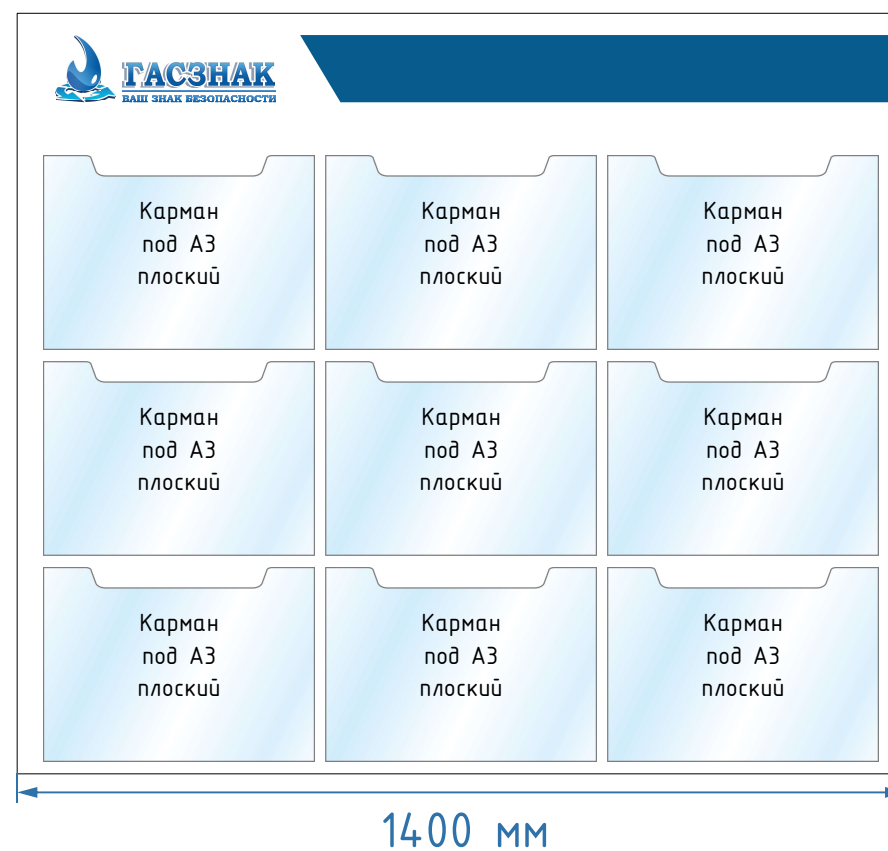 ГАСЗНАК
ВАШ ЗНАК БЕЗОПАСНОСТИ
Карман
под А3
плоский
Карман
под А3
плоский
Карман
под А3
плоский
Карман
под А3
плоский
Карман
под А3
плоский
Карман
под А3
плоский
Карман
под А3
плоский
Карман
под А3
плоский
Карман
под А3
плоский
1400 мм